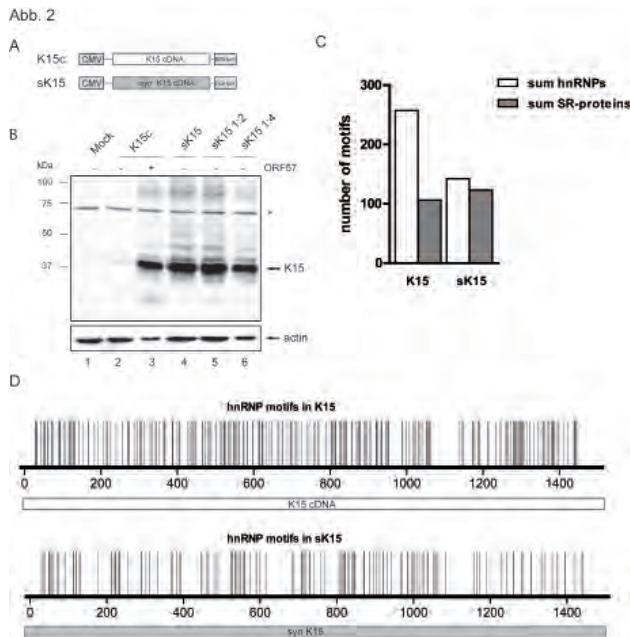 Abb. 2
A
K15c
CMV
K15 cDNA
sK15
CMV
syn K15 cDNA
B
Mock
K15c
sK15
sK15 1-2
sK15 1-4
kDa
- + - - - ORF57
100
75
*
50
37
K15
actin
1 2 3 4 5 6
C
sum hnRNPs
sum SR-proteins
number of motifs
300
200
100
0
K15 sK15
D
hnRNP motifs in K15
0 200 400 600 800 1000 1200 1400
K15 cDNA
hnRNP motifs in sK15
0 200 400 600 800 1000 1200 1400
syn K15